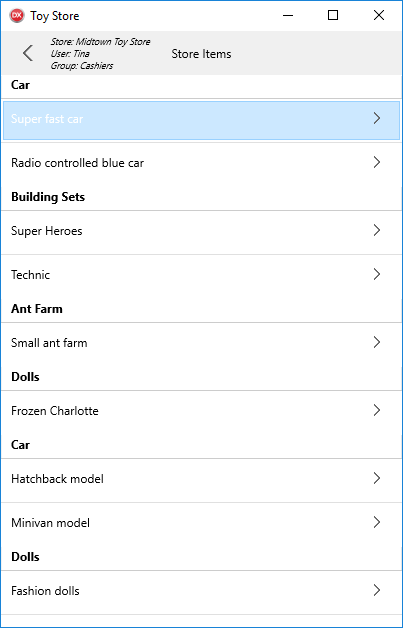 DX Toy Store
Store: Midtown Toy Store
User: Tina
Group: Cashiers
Store Items
Car
Super fast car
Radio controlled blue car
Building Sets
Super Heroes
Technic
Ant Farm
Small ant farm
Dolls
Frozen Charlotte
Car
Hatchback model
Minivan model
Dolls
Fashion dolls